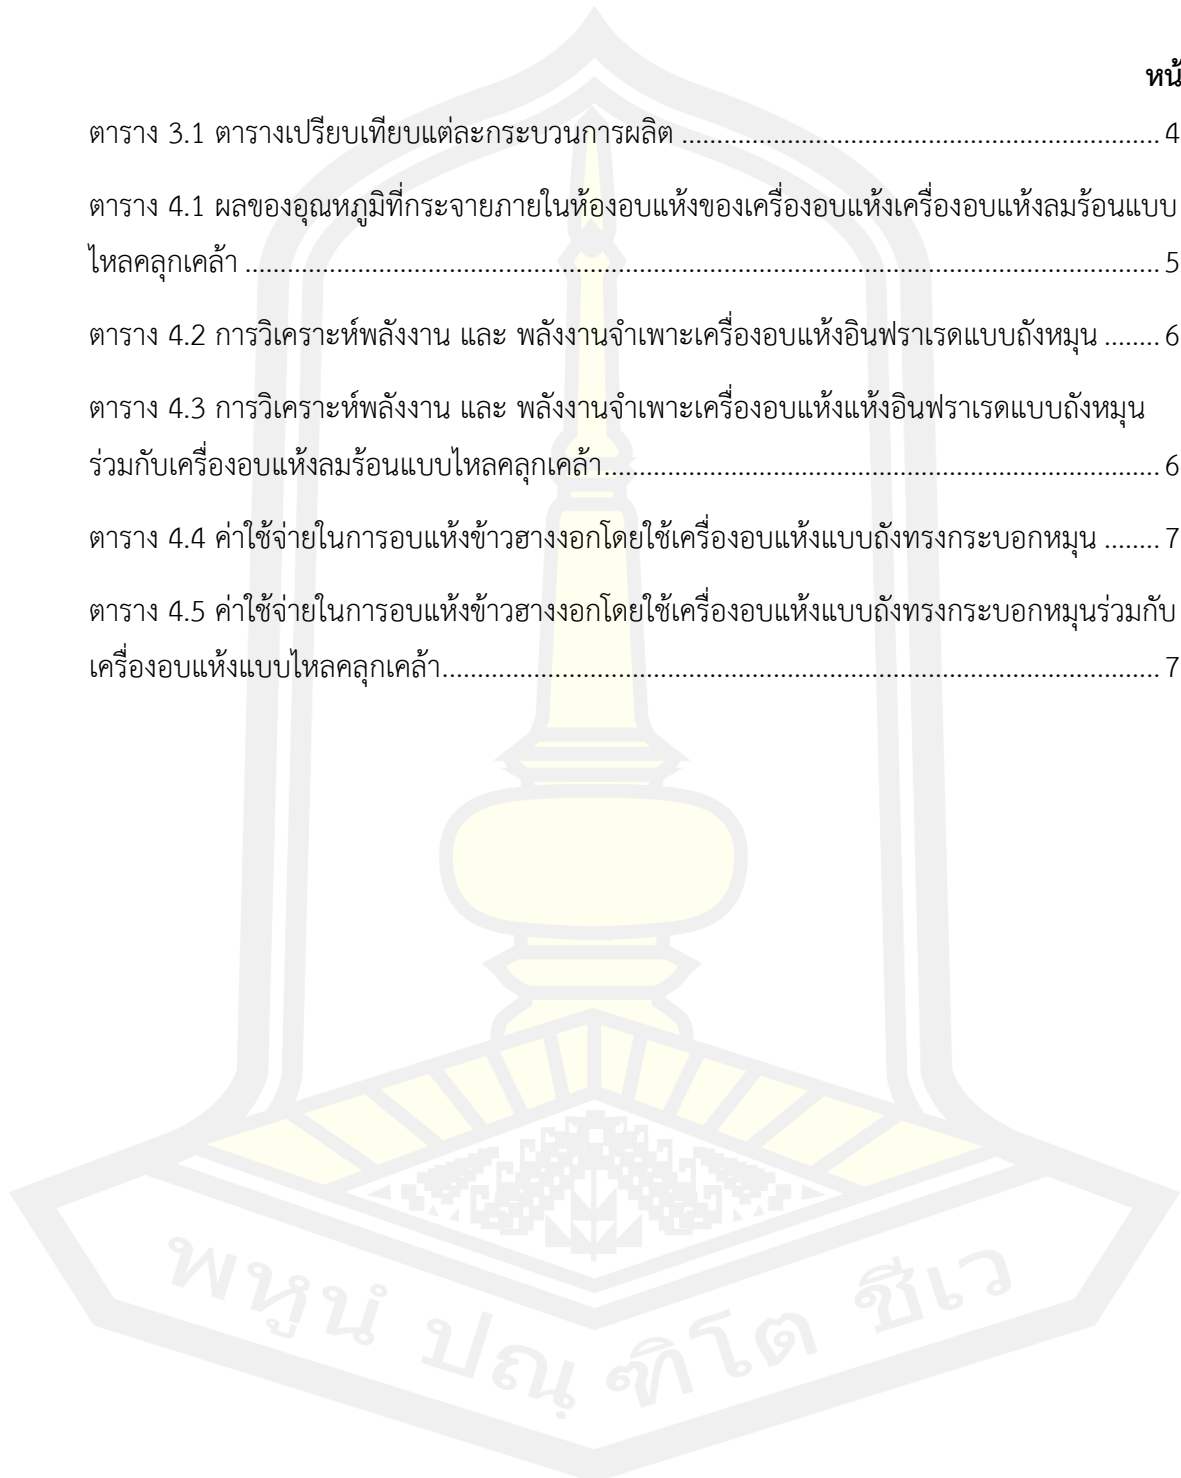 หน้
ตาราง 3.1 ตารางเปรียบเทียบแต่ละกระบวนการผลิต ........................................................................ 4
ตาราง 4.1 ผลของอุณหภูมิที่กระจายภายในห้องอบแห้งของเครื่องอบแห้งเครื่องอบแห้งลมร้อนแบบ
ไหลคลุกเคล้า ........................................................................................................................ 5
ตาราง 4.2 การวิเคราะห์พลังงาน และ พลังงานจำเพาะเครื่องอบแห้งอินฟราเรดแบบถังหมุน ........ 6
ตาราง 4.3 การวิเคราะห์พลังงาน และ พลังงานจำเพาะเครื่องอบแห้งแห้งอินฟราเรดแบบถังหมุน
ร่วมกับเครื่องอบแห้งลมร้อนแบบไหลคลุกเคล้า.................................................................................... 6
ตาราง 4.4 ค่าใช้จ่ายในการอบแห้งข้าวฮางงอกโดยใช้เครื่องอบแห้งแบบถังทรงกระบอกหมุน ........ 7
ตาราง 4.5 ค่าใช้จ่ายในการอบแห้งข้าวฮางงอกโดยใช้เครื่องอบแห้งแบบถังทรงกระบอกหมุนร่วมกับ
เครื่องอบแห้งแบบไหลคลุกเคล้า............................................................................................................ 7
พหูนํ ปณฺฑิโต ชีเว